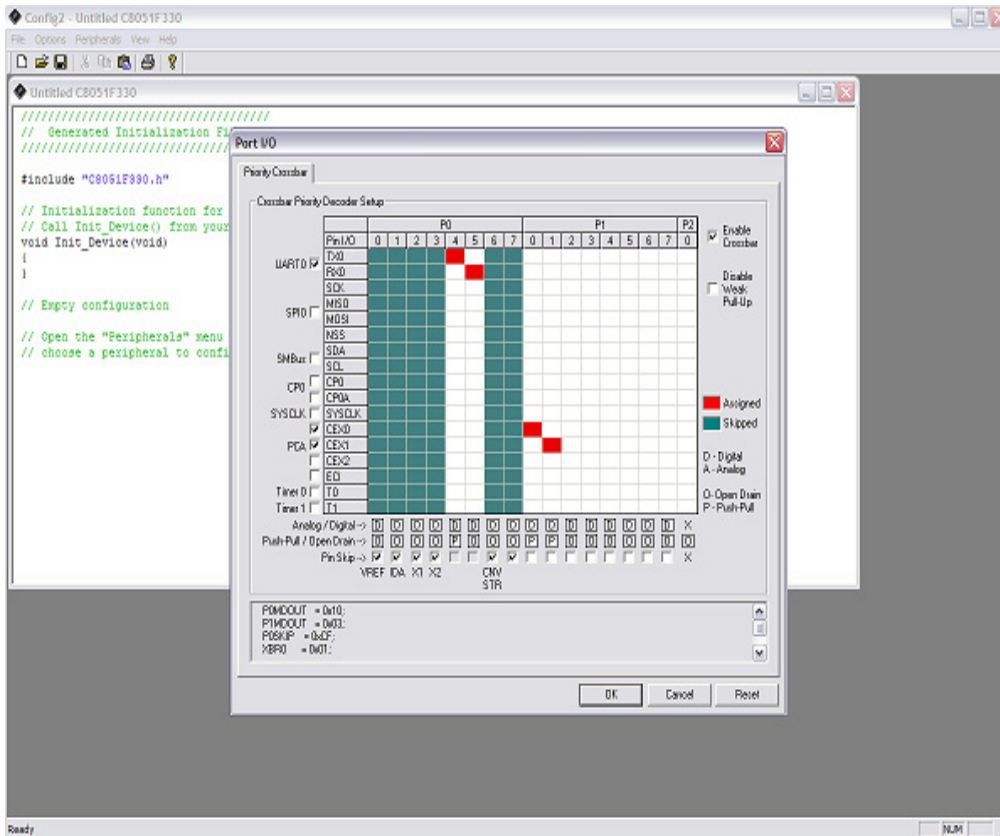 Config2 - Untitled C8051F330
File Options Peripherals View Help
Untitled C8051F330
/////////////////////////////////////
// Generated Initialization Fi
#include "C8051F330.h"
// Initialization function for
// Call Init_Device() from your
void Init_Device(void)
{
}
// Empty configuration
// Open the "Peripherals" menu
// choose a peripheral to confi
Port I/O
Priority Crossbar
Crossbar Priority Decoder Setup
P0 P1 P2
Pin I/O 0 1 2 3 4 5 6 7 0 1 2 3 4 5 6 7 0
UART0 TX0
RX0
SCK
SPI0 MISO
MOSI
NSS
SMBus SDA
SCL
CP0 CP0
CP0A
SYSCLK SYSCLK
CEX0
PCA CEX1
CEX2
ECI
Timer 0 T0
Timer 1 T1
Analog / Digital-> D D D D D D D D D D D D D D D D X
Push-Pull / Open Drain-> O O O O P O O O P P O O O O O O O
Pin Skip-> X
VREF IDA X1 X2 CNV STR
Enable Crossbar
Disable Weak Pull-Up
Assigned
Skipped
D - Digital
A - Analog
O- Open Drain
P - Push-Pull
P0MDOUT = 0x10;
P1MDOUT = 0x03;
P0SKIP = 0xCF;
XBR0 = 0x01;
OK Cancel Reset
Ready NUM